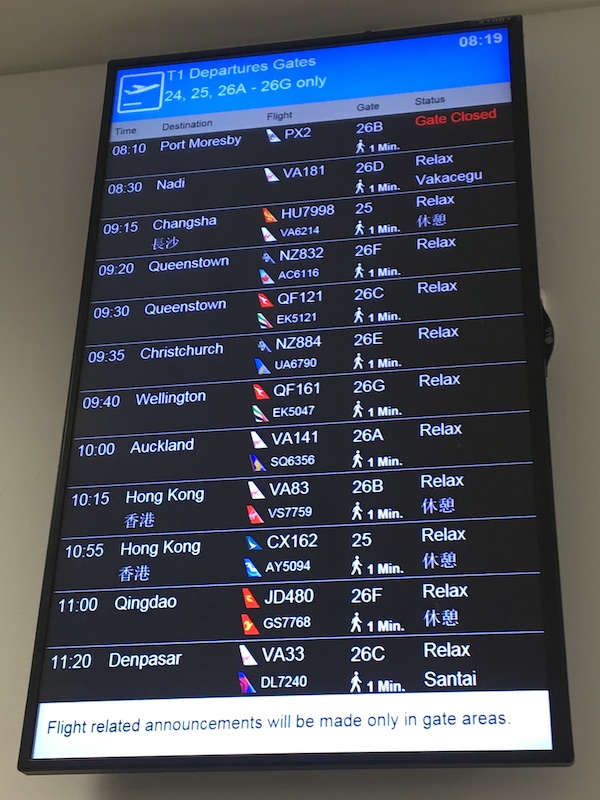 08:19
T1 Departures Gates
24, 25, 26A - 26G only
Time Destination Flight Gate Status
08:10 Port Moresby PX2 26B Gate Closed
1 Min.
08:30 Nadi VA181 26D Relax
1 Min. Vakacegu
09:15 Changsha HU7998 25 Relax
長沙 VA6214 1 Min. 休憩
09:20 Queenstown NZ832 26F Relax
AC6116 1 Min.
09:30 Queenstown QF121 26C Relax
EK5121 1 Min.
09:35 Christchurch NZ884 26E Relax
UA6790 1 Min.
09:40 Wellington QF161 26G Relax
EK5047 1 Min.
10:00 Auckland VA141 26A Relax
SQ6356 1 Min.
10:15 Hong Kong VA83 26B Relax
香港 VS7759 1 Min. 休憩
10:55 Hong Kong CX162 25 Relax
香港 AY5094 1 Min. 休憩
11:00 Qingdao JD480 26F Relax
GS7768 1 Min. 休憩
11:20 Denpasar VA33 26C Relax
DL7240 1 Min. Santai
Flight related announcements will be made only in gate areas.